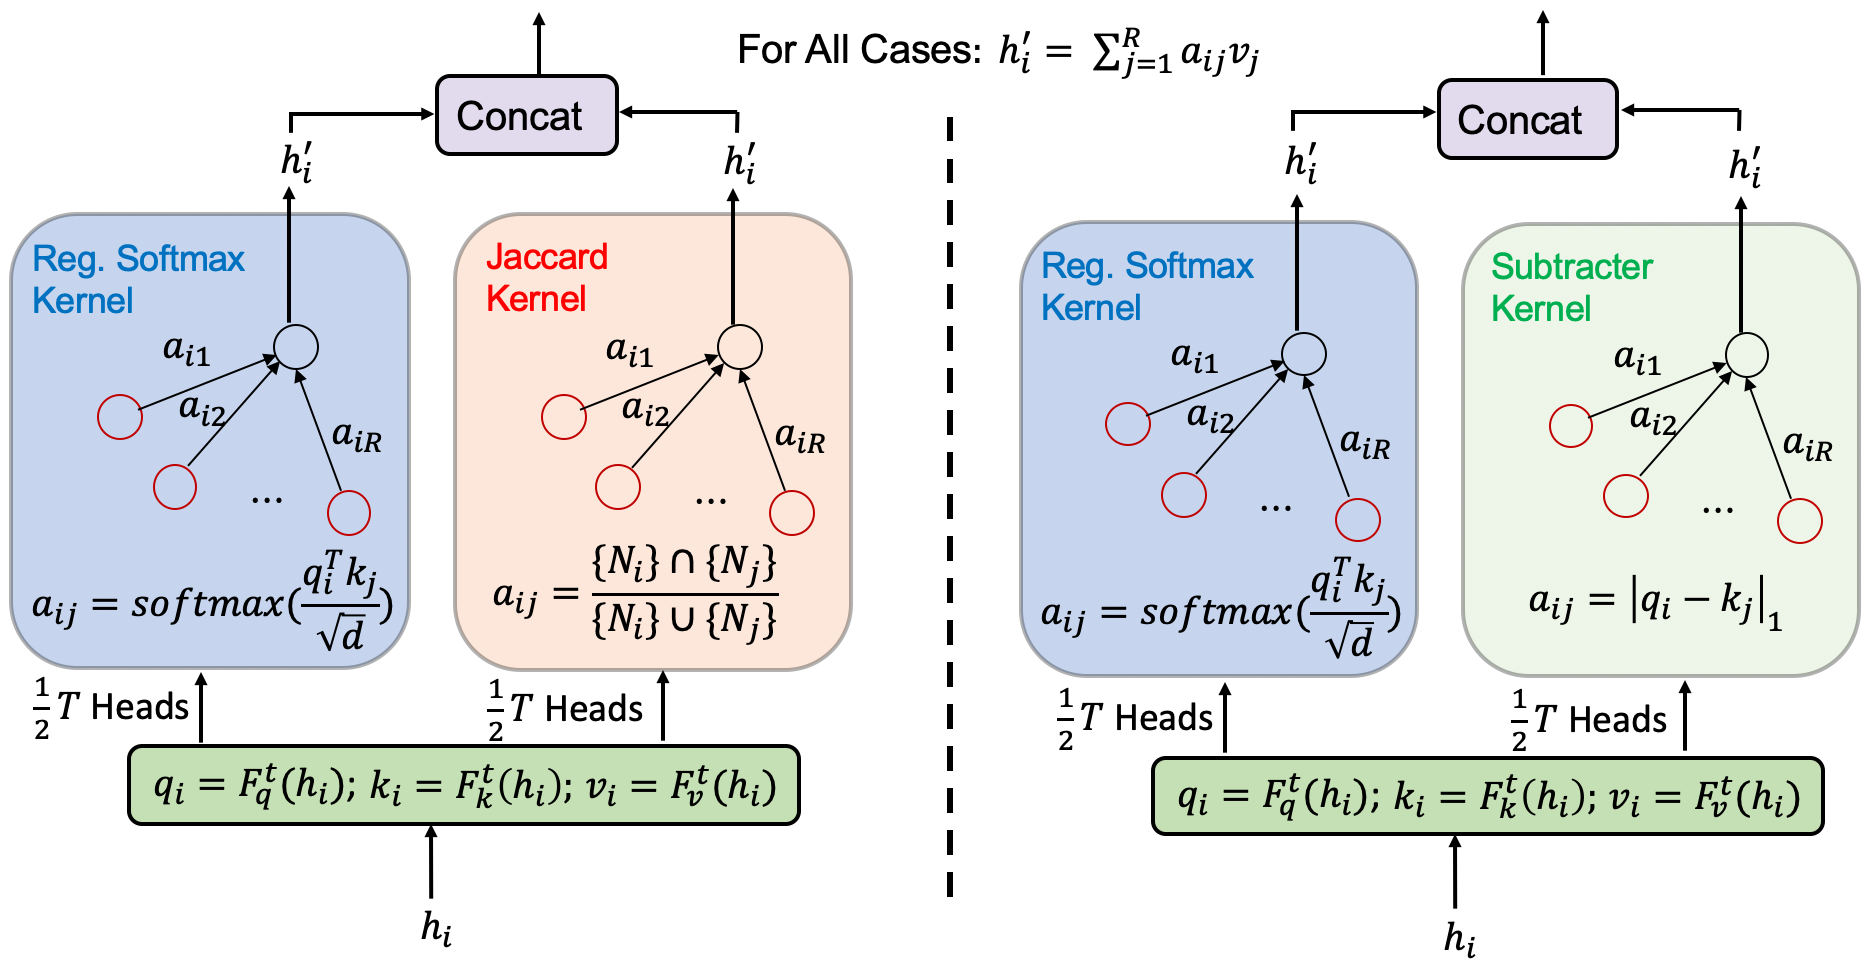 For All Cases: $h_i' = \sum_{j=1}^{R} a_{ij} v_j$
Concat
$h_i'$
$h_i'$
Reg. Softmax
Kernel
$a_{i1}$
$a_{i2}$
$a_{iR}$
...
$a_{ij} = softmax(\frac{q_i^T k_j}{\sqrt{d}})$
$\frac{1}{2}T$ Heads
Jaccard
Kernel
$a_{i1}$
$a_{i2}$
$a_{iR}$
...
$a_{ij} = \frac{\{N_i\} \cap \{N_j\}}{\{N_i\} \cup \{N_j\}}$
$\frac{1}{2}T$ Heads
$q_i = F_q^t(h_i); k_i = F_k^t(h_i); v_i = F_v^t(h_i)$
$h_i$
Concat
$h_i'$
$h_i'$
Reg. Softmax
Kernel
$a_{i1}$
$a_{i2}$
$a_{iR}$
...
$a_{ij} = softmax(\frac{q_i^T k_j}{\sqrt{d}})$
$\frac{1}{2}T$ Heads
Subtracter
Kernel
$a_{i1}$
$a_{i2}$
$a_{iR}$
...
$a_{ij} = |q_i - k_j|_1$
$\frac{1}{2}T$ Heads
$q_i = F_q^t(h_i); k_i = F_k^t(h_i); v_i = F_v^t(h_i)$
$h_i$